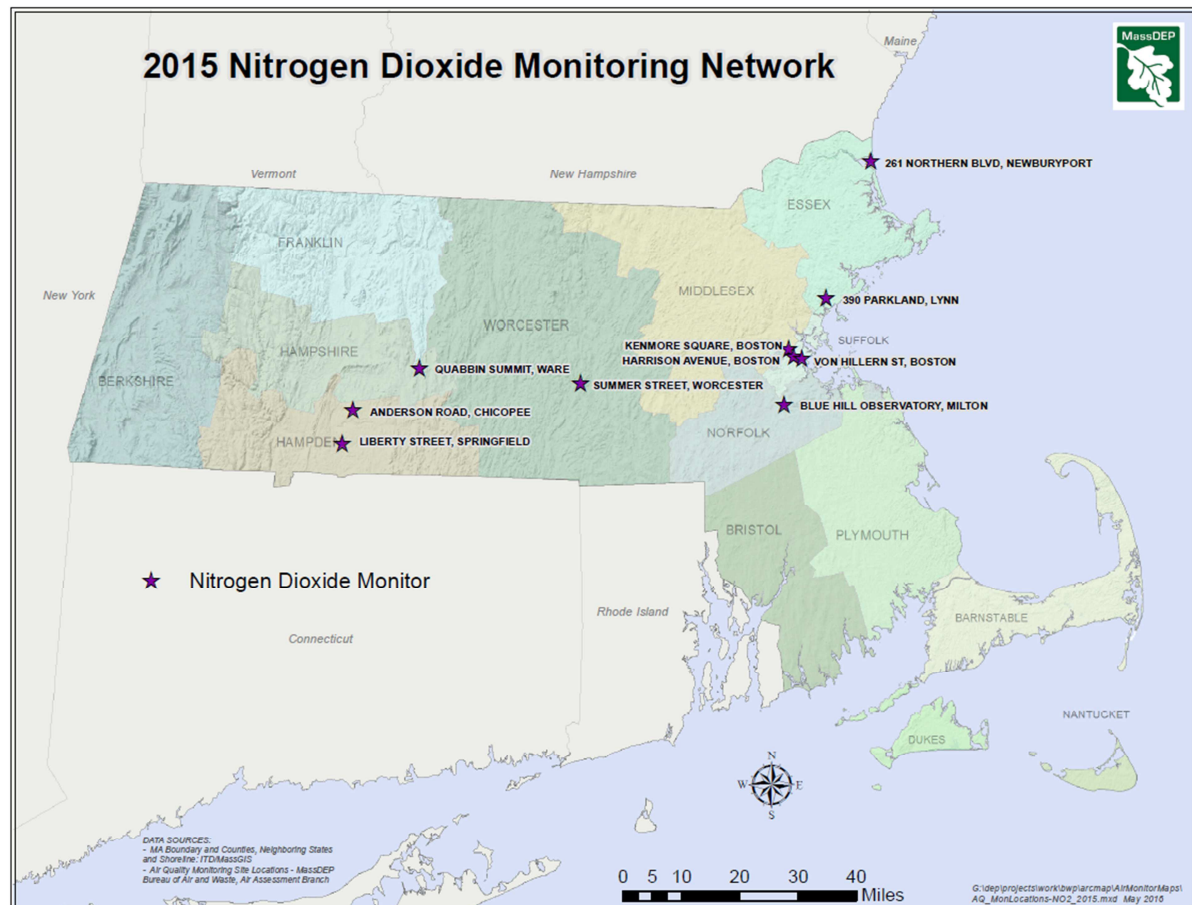 2015 Nitrogen Dioxide Monitoring Network
Maine
MassDEP
Vermont
New Hampshire
New York
261 NORTHERN BLVD, NEWBURYPORT
ESSEX
FRANKLIN
MIDDLESEX
390 PARKLAND, LYNN
WORCESTER
SUFFOLK
KENMORE SQUARE, BOSTON
HARRISON AVENUE, BOSTON
VON HILLERN ST, BOSTON
HAMPSHIRE
QUABBIN SUMMIT, WARE
BERKSHIRE
SUMMER STREET, WORCESTER
BLUE HILL OBSERVATORY, MILTON
ANDERSON ROAD, CHICOPEE
NORFOLK
HAMPDEN
LIBERTY STREET, SPRINGFIELD
BRISTOL
PLYMOUTH
Nitrogen Dioxide Monitor
Rhode Island
Connecticut
BARNSTABLE
NANTUCKET
DUKES
N
W E
S
DATA SOURCES:
- MA Boundary and Counties, Neighboring States
and Shoreline: ITD/MassGIS
- Air Quality Monitoring Site Locations - MassDEP
Bureau of Air and Waste, Air Assessment Branch
0 5 10 20 30 40
Miles
G:\dep\projects\work\bwp\arcmap\AirMonitorMaps\
AQ_MonLocations-NO2_2015.mxd May 2016